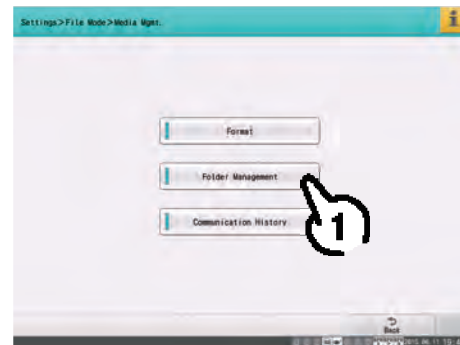 Settings>File Mode>Media Mgmt.
i
Format
Folder Management
Communication History
1
Back